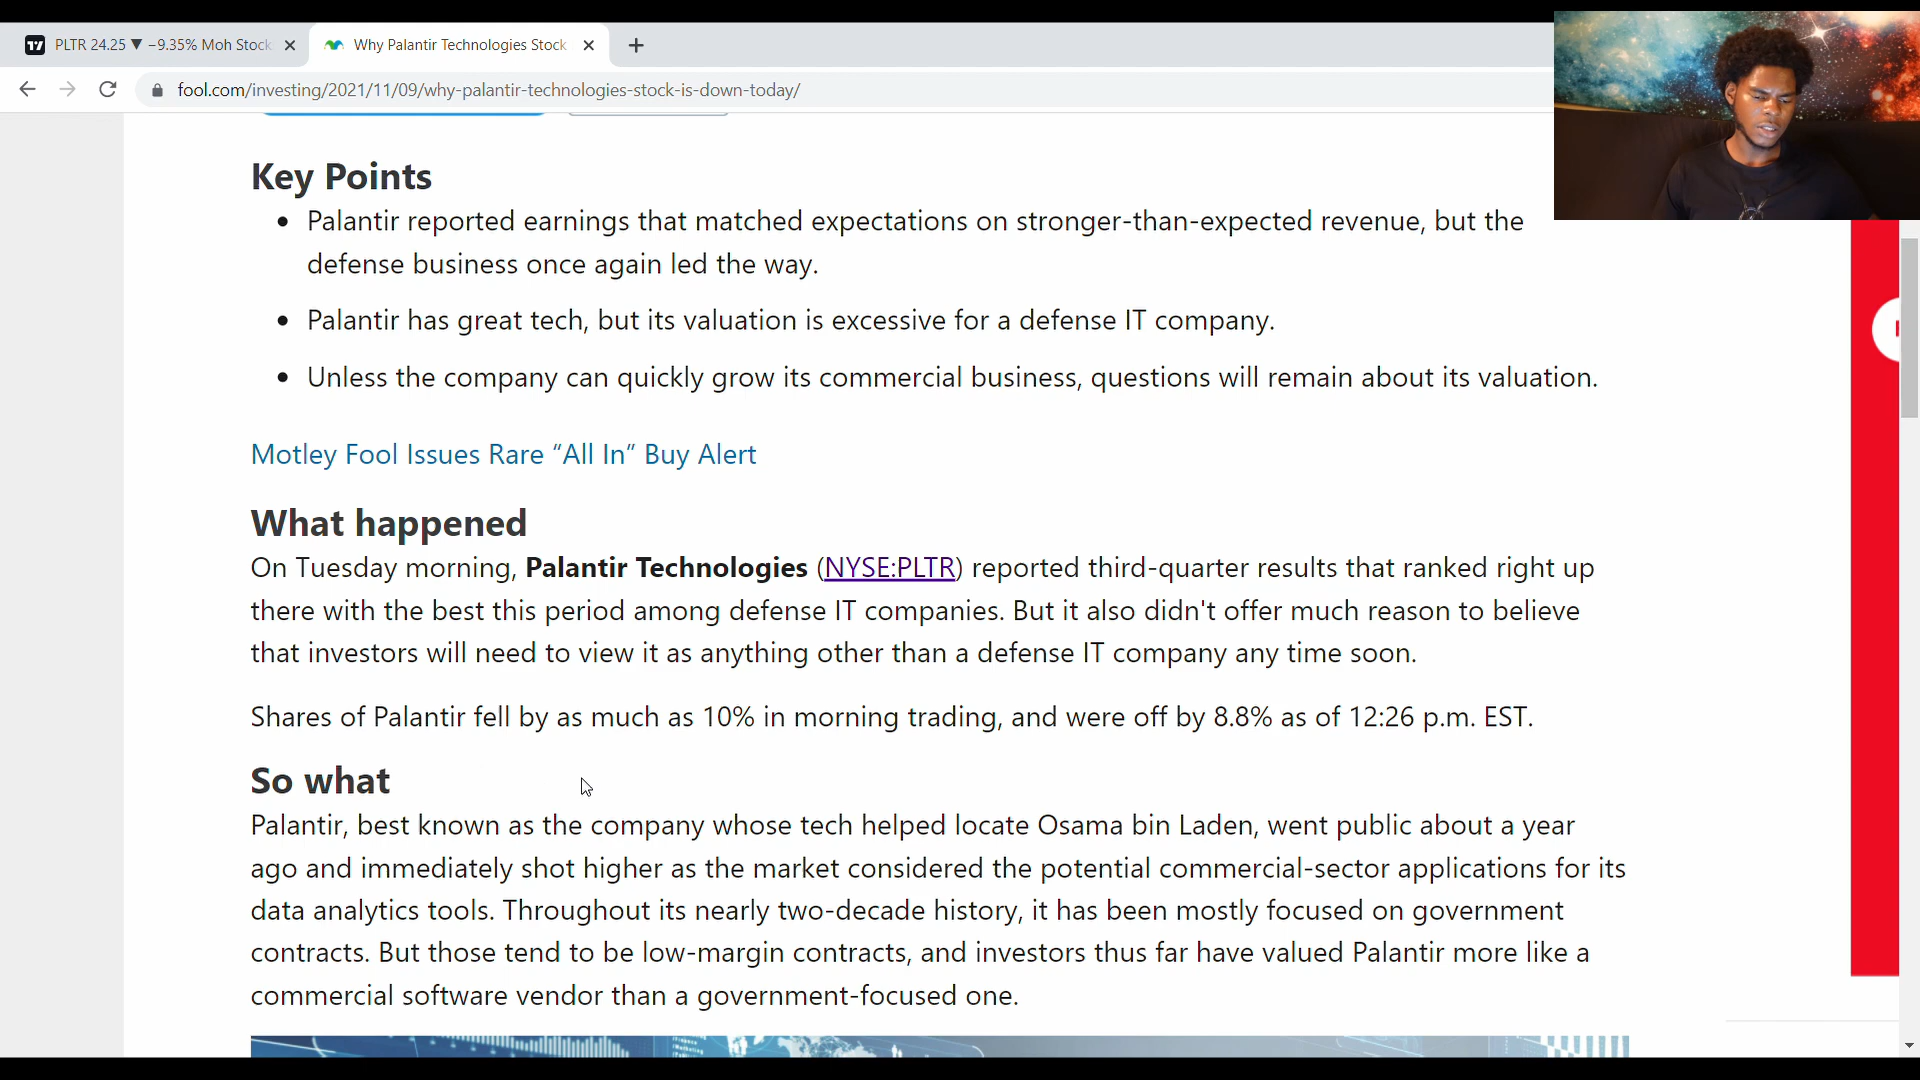 PLTR 24.25 ▼ −9.35% Moh Stock
Why Palantir Technologies Stock
fool.com/investing/2021/11/09/why-palantir-technologies-stock-is-down-today/
Key Points
• Palantir reported earnings that matched expectations on stronger-than-expected revenue, but the
defense business once again led the way.
• Palantir has great tech, but its valuation is excessive for a defense IT company.
• Unless the company can quickly grow its commercial business, questions will remain about its valuation.
Motley Fool Issues Rare “All In” Buy Alert
What happened
On Tuesday morning, Palantir Technologies (NYSE:PLTR) reported third-quarter results that ranked right up
there with the best this period among defense IT companies. But it also didn't offer much reason to believe
that investors will need to view it as anything other than a defense IT company any time soon.
Shares of Palantir fell by as much as 10% in morning trading, and were off by 8.8% as of 12:26 p.m. EST.
So what
Palantir, best known as the company whose tech helped locate Osama bin Laden, went public about a year
ago and immediately shot higher as the market considered the potential commercial-sector applications for its
data analytics tools. Throughout its nearly two-decade history, it has been mostly focused on government
contracts. But those tend to be low-margin contracts, and investors thus far have valued Palantir more like a
commercial software vendor than a government-focused one.